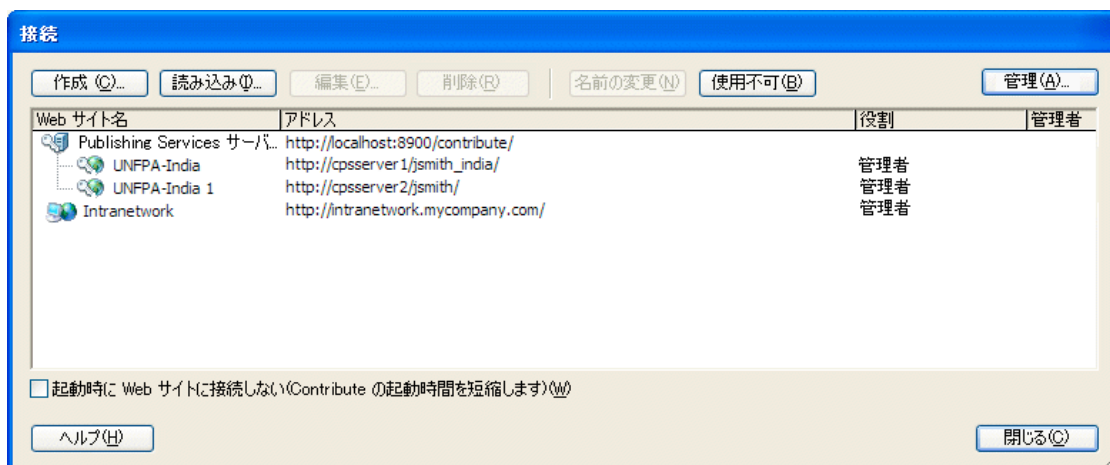 接続
作成 (C)... 読み込み(I)... 編集(E)... 削除(R) 名前の変更(N) 使用不可(B) 管理(A)...
Web サイト名 アドレス 役割 管理者
Publishing Services サーバ... http://localhost:8900/contribute/
UNFPA-India http://cpsserver1/jsmith_india/ 管理者
UNFPA-India 1 http://cpsserver2/jsmith/ 管理者
Intranetwork http://intranetwork.mycompany.com/ 管理者
起動時に Web サイトに接続しない(Contribute の起動時間を短縮します)(W)
ヘルプ(H) 閉じる(C)